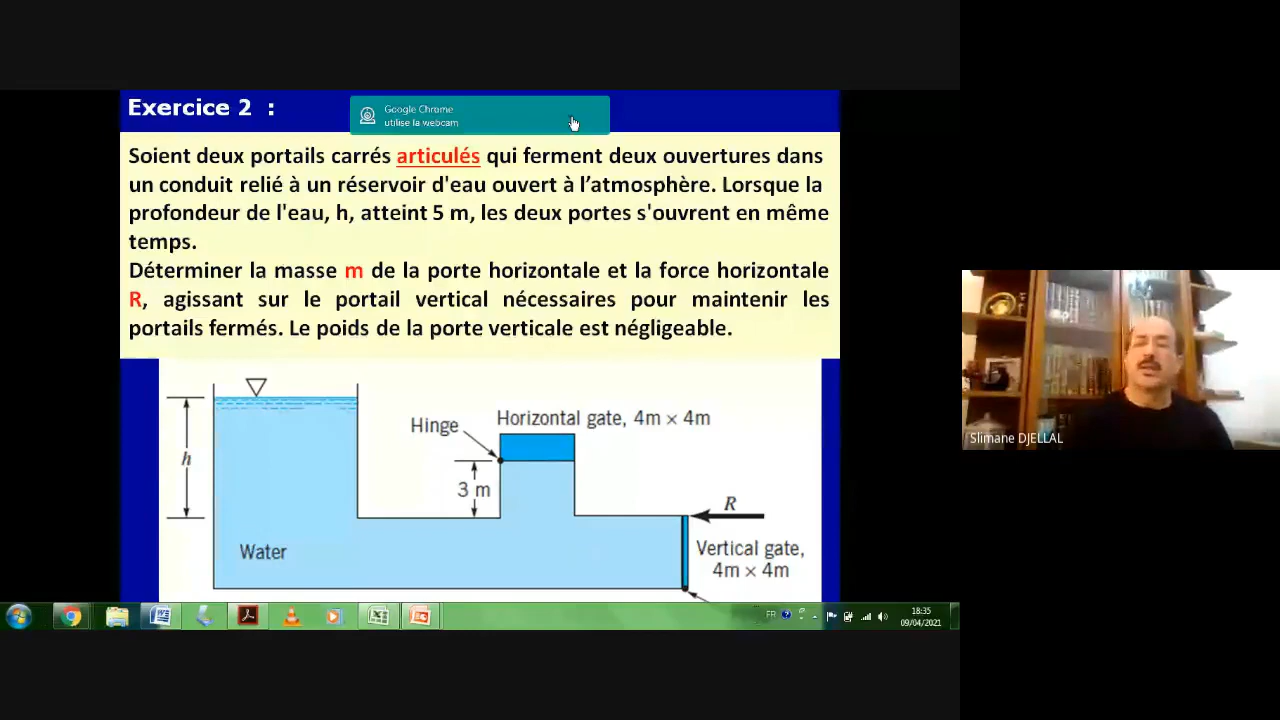 Exercice 2 :
Google Chrome
utilise la webcam
Soient deux portails carrés articulés qui ferment deux ouvertures dans
un conduit relié à un réservoir d'eau ouvert à l’atmosphère. Lorsque la
profondeur de l'eau, h, atteint 5 m, les deux portes s'ouvrent en même
temps.
Déterminer la masse m de la porte horizontale et la force horizontale
R, agissant sur le portail vertical nécessaires pour maintenir les
portails fermés. Le poids de la porte verticale est négligeable.
Hinge
Horizontal gate, 4m × 4m
h
3 m
R
Water
Vertical gate,
4m × 4m
Slimane DJELLAL
FR
18:35
09/04/2021